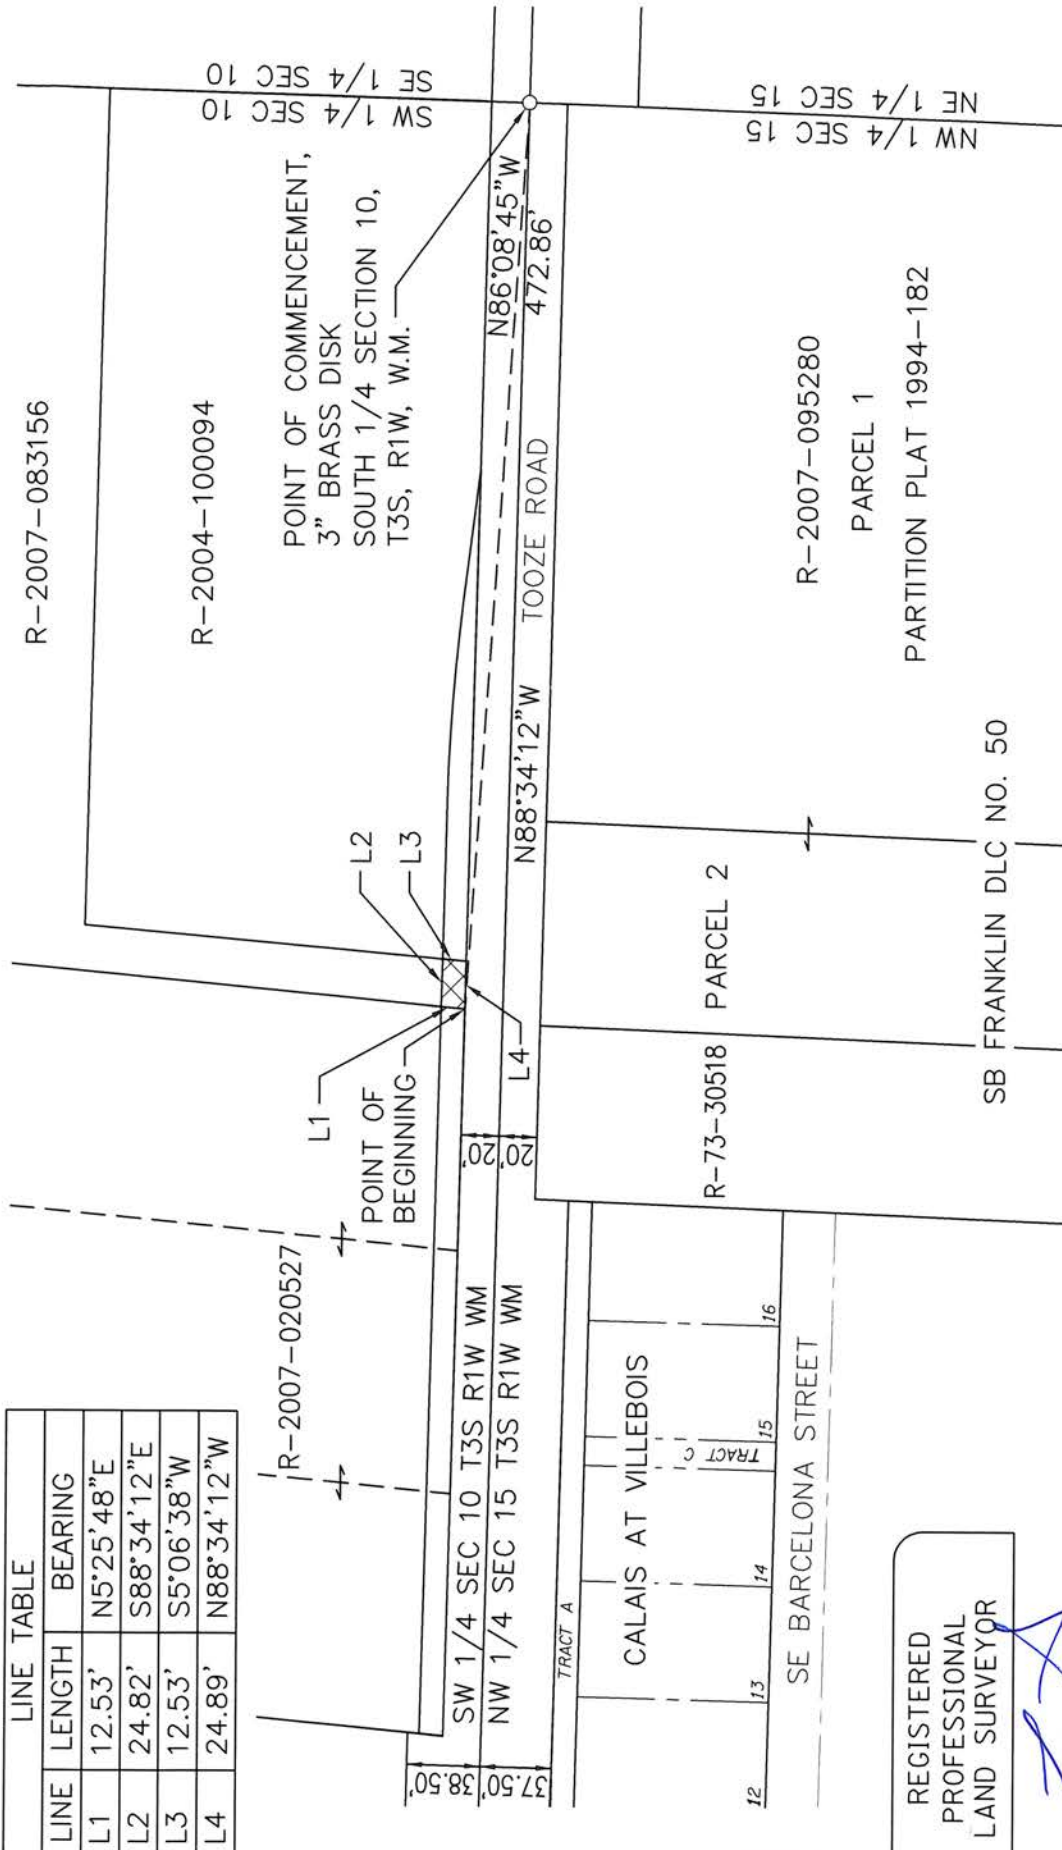 LINE TABLE
LINE LENGTH BEARING
L1 12.53' N5°25'48"E
L2 24.82' S88°34'12"E
L3 12.53' S5°06'38"W
L4 24.89' N88°34'12"W
R-2007-083156
R-2004-100094
SW 1/4 SEC 10
SE 1/4 SEC 10
POINT OF COMMENCEMENT,
3" BRASS DISK
SOUTH 1/4 SECTION 10,
T3S, R1W, W.M.
R-2007-020527
L1
POINT OF
BEGINNING
L2
L3
L4
N86°08'45"W
472.86'
N88°34'12"W
TOOZE ROAD
38.50'
37.50'
SW 1/4 SEC 10 T3S R1W WM
NW 1/4 SEC 15 T3S R1W WM
20'
20'
TRACT A
CALAIS AT VILLEBOIS
TRACT C
12
13
14
15
16
SE BARCELONA STREET
R-73-30518
PARCEL 2
R-2007-095280
PARCEL 1
PARTITION PLAT 1994-182
NW 1/4 SEC 15
NE 1/4 SEC 15
SB FRANKLIN DLC NO. 50
REGISTERED
PROFESSIONAL
LAND SURVEYOR